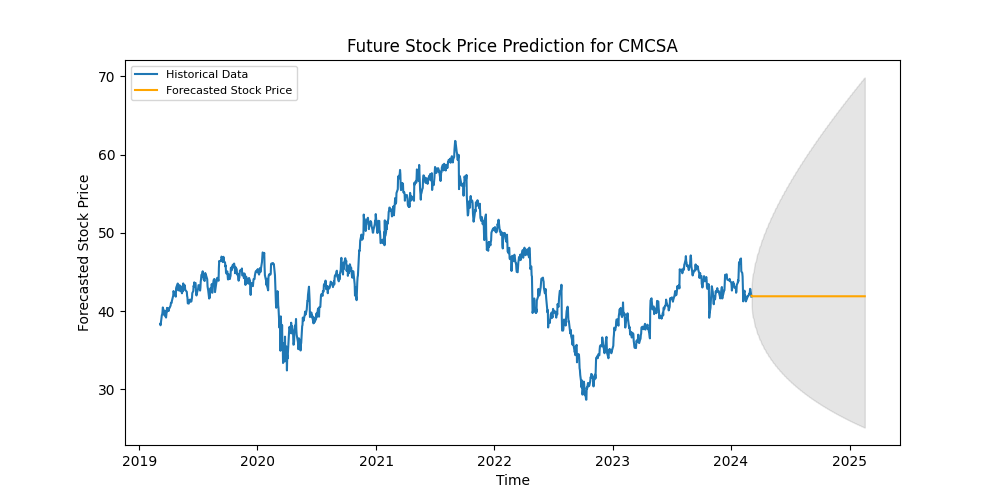 Future Stock Price Prediction for CMCSA
Historical Data
Forecasted Stock Price
Forecasted Stock Price
70
60
50
40
30
2019
2020
2021
2022
2023
2024
2025
Time